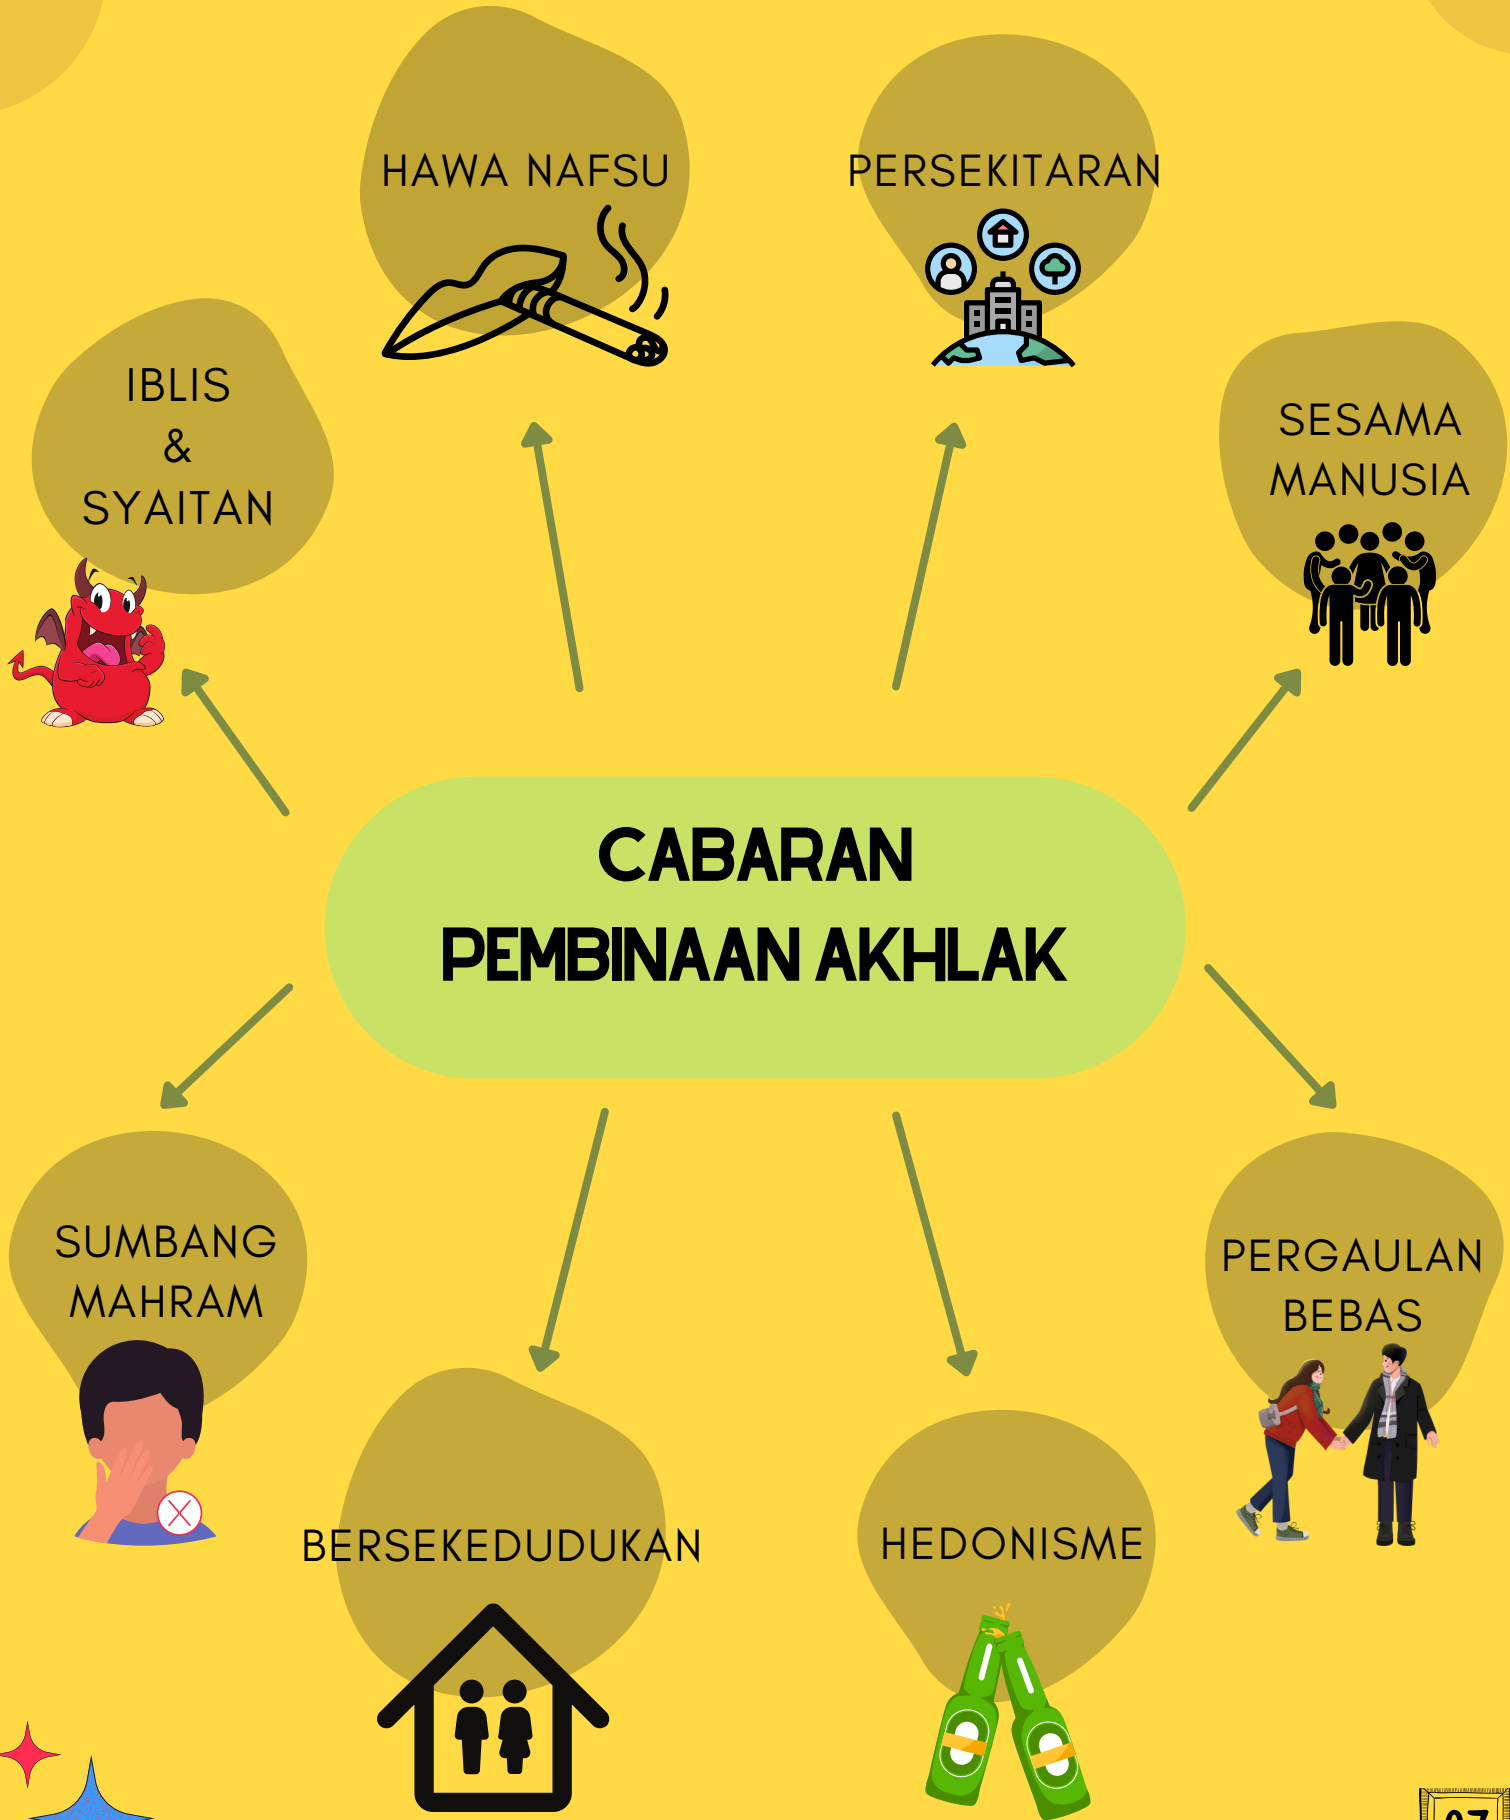 HAWA NAFSU
PERSEKITARAN
IBLIS
&
SYAITAN
SESAMA
MANUSIA
CABARAN
PEMBINAAN AKHLAK
SUMBANG
MAHRAM
PERGAULAN
BEBAS
BERSEKEDUDUKAN
HEDONISME